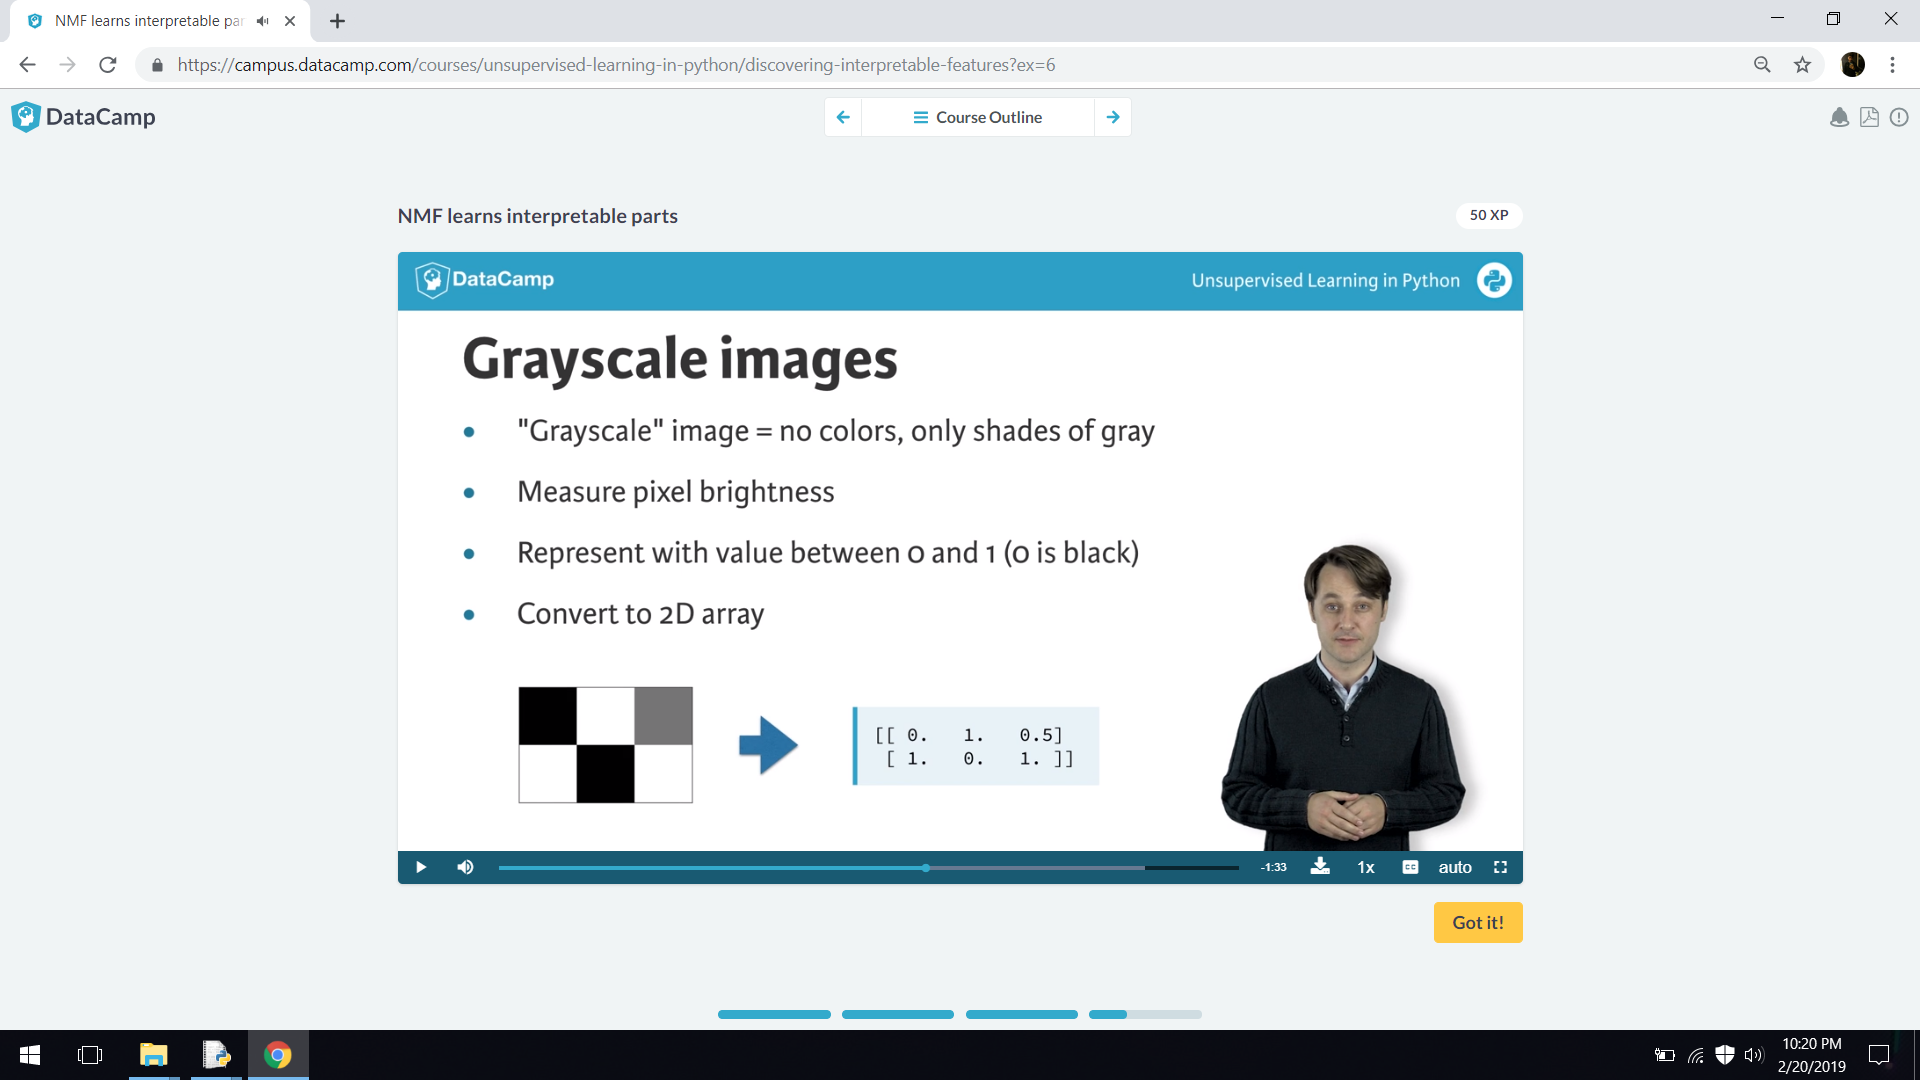 NMF learns interpretable par
https://campus.datacamp.com/courses/unsupervised-learning-in-python/discovering-interpretable-features?ex=6
DataCamp
Course Outline
NMF learns interpretable parts
50 XP
DataCamp
Unsupervised Learning in Python
Grayscale images
• "Grayscale" image = no colors, only shades of gray
• Measure pixel brightness
• Represent with value between 0 and 1 (0 is black)
• Convert to 2D array
[[ 0. 1. 0.5]
[ 1. 0. 1. ]]
-1:33
1x
CC
auto
Got it!
10:20 PM
2/20/2019